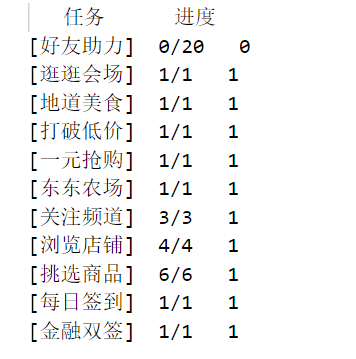 任务 进度
[好友助力] 0/20 0
[逛逛会场] 1/1 1
[地道美食] 1/1 1
[打破低价] 1/1 1
[一元抢购] 1/1 1
[东东农场] 1/1 1
[关注频道] 3/3 1
[浏览店铺] 4/4 1
[挑选商品] 6/6 1
[每日签到] 1/1 1
[金融双签] 1/1 1